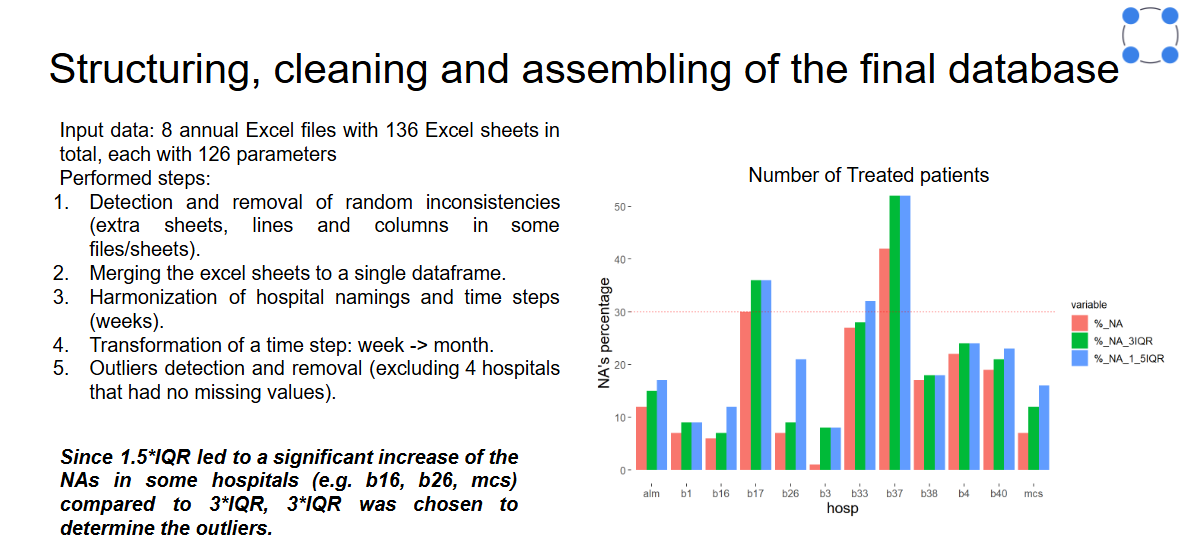 Structuring, cleaning and assembling of the final database
Input data: 8 annual Excel files with 136 Excel sheets in
total, each with 126 parameters
Performed steps:
1. Detection and removal of random inconsistencies
(extra sheets, lines and columns in some
files/sheets).
2. Merging the excel sheets to a single dataframe.
3. Harmonization of hospital namings and time steps
(weeks).
4. Transformation of a time step: week -> month.
5. Outliers detection and removal (excluding 4 hospitals
that had no missing values).
Since 1.5*IQR led to a significant increase of the
NAs in some hospitals (e.g. b16, b26, mcs)
compared to 3*IQR, 3*IQR was chosen to
determine the outliers.
Number of Treated patients
NA's percentage
50
40
30
20
10
0
alm b1 b16 b17 b26 b3 b33 b37 b38 b4 b40 mcs
hosp
variable
%_NA
%_NA_3IQR
%_NA_1_5IQR